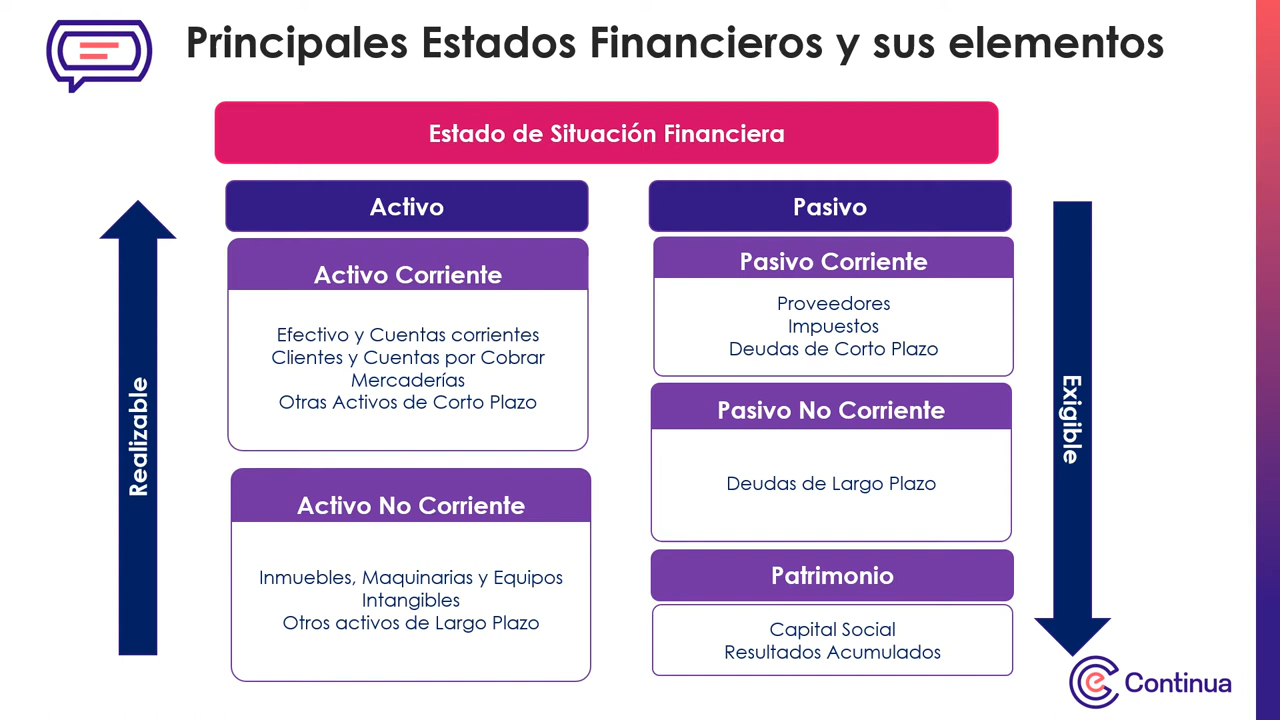 Principales Estados Financieros y sus elementos
Estado de Situación Financiera
Activo
Activo Corriente
Efectivo y Cuentas corrientes
Clientes y Cuentas por Cobrar
Mercaderías
Otras Activos de Corto Plazo
Activo No Corriente
Inmuebles, Maquinarias y Equipos
Intangibles
Otros activos de Largo Plazo
Realizable
Pasivo
Pasivo Corriente
Proveedores
Impuestos
Deudas de Corto Plazo
Pasivo No Corriente
Deudas de Largo Plazo
Patrimonio
Capital Social
Resultados Acumulados
Exigible
Continua